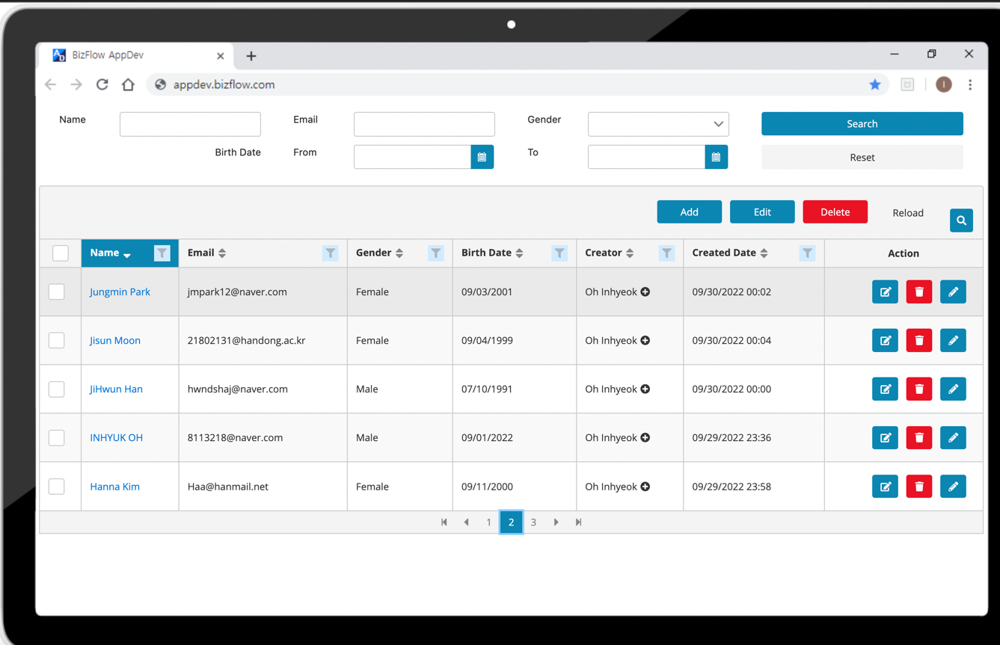 BizFlow AppDev
appdev.bizflow.com
Name Email Gender Search
Birth Date From To Reset
Add Edit Delete Reload
Name Email Gender Birth Date Creator Created Date Action
Jungmin Park jmpark12@naver.com Female 09/03/2001 Oh Inhyeok 09/30/2022 00:02
Jisun Moon 21802131@handong.ac.kr Female 09/04/1999 Oh Inhyeok 09/30/2022 00:04
JiHwun Han hwndshaj@naver.com Male 07/10/1991 Oh Inhyeok 09/30/2022 00:00
INHYUK OH 8113218@naver.com Male 09/01/2022 Oh Inhyeok 09/29/2022 23:36
Hanna Kim Haa@hanmail.net Female 09/11/2000 Oh Inhyeok 09/29/2022 23:58
1 2 3